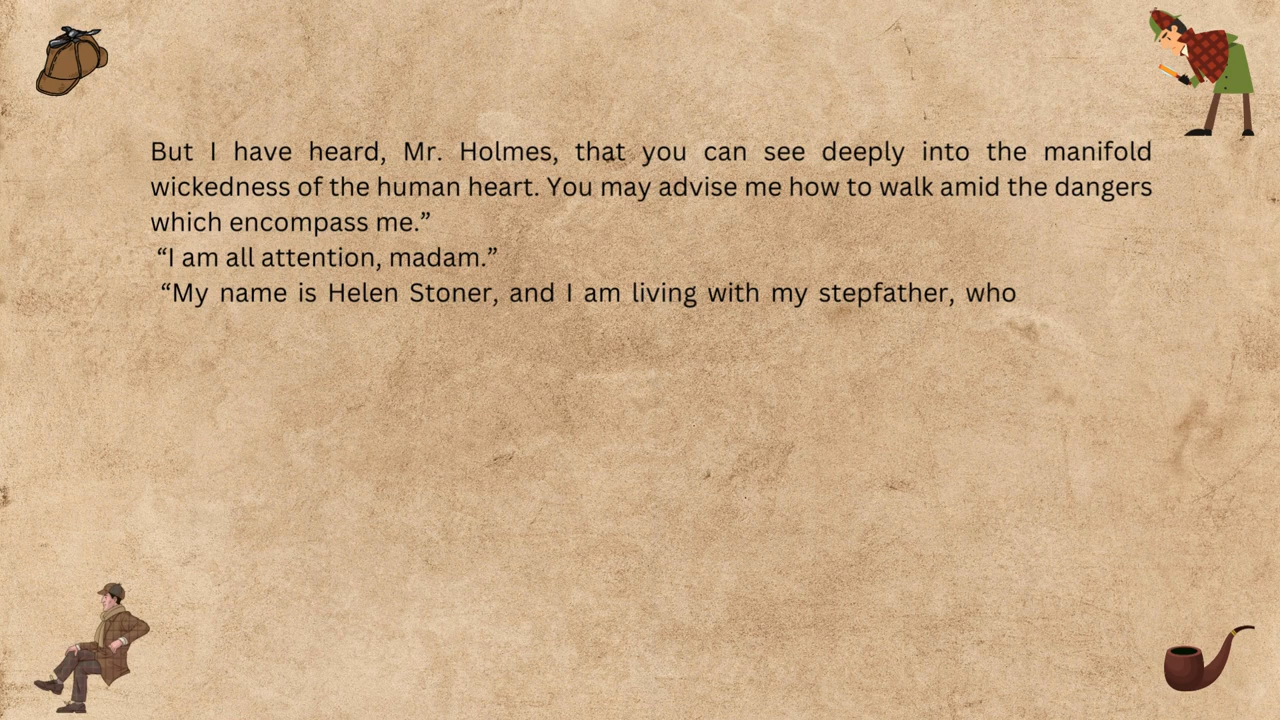 But I have heard, Mr. Holmes, that you can see deeply into the manifold
wickedness of the human heart. You may advise me how to walk amid the dangers
which encompass me.”
“I am all attention, madam.”
“My name is Helen Stoner, and I am living with my stepfather, who